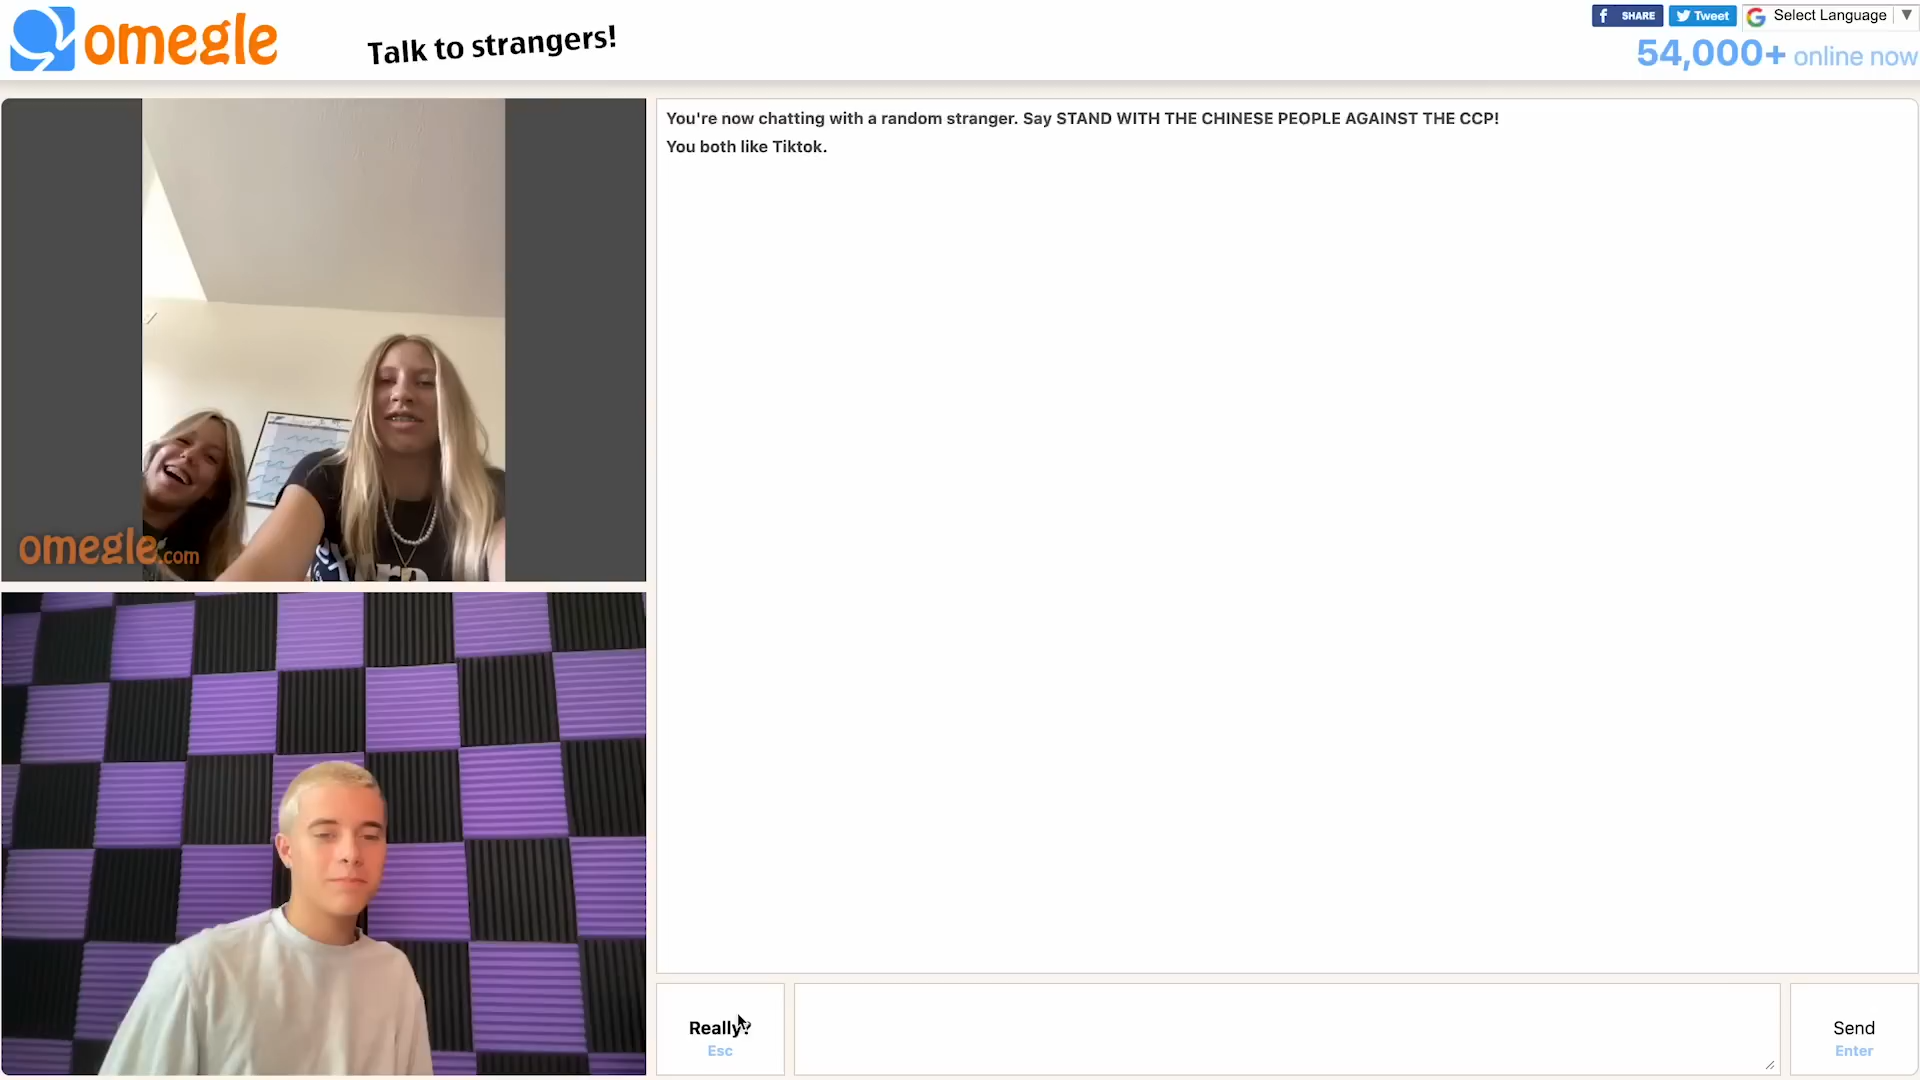 omegle
Talk to strangers!
SHARE
Tweet
Select Language
54,000+ online now
You're now chatting with a random stranger. Say STAND WITH THE CHINESE PEOPLE AGAINST THE CCP!
You both like Tiktok.
omegle.com
Really?
Esc
Send
Enter